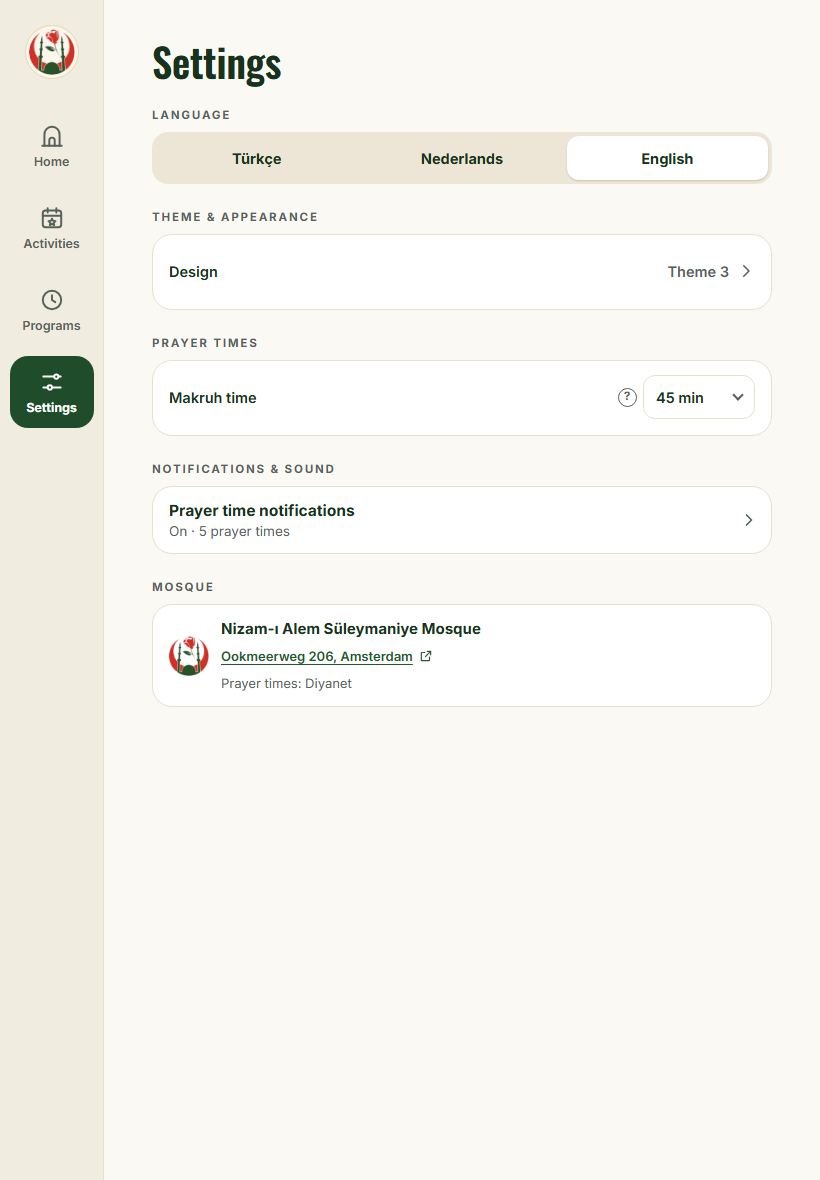 Home
Activities
Programs
Settings
Settings
LANGUAGE
Türkçe
Nederlands
English
THEME & APPEARANCE
Design
Theme 3
PRAYER TIMES
Makruh time
?
45 min
NOTIFICATIONS & SOUND
Prayer time notifications
On · 5 prayer times
MOSQUE
Nizam-ı Alem Süleymaniye Mosque
Ookmeerweg 206, Amsterdam
Prayer times: Diyanet